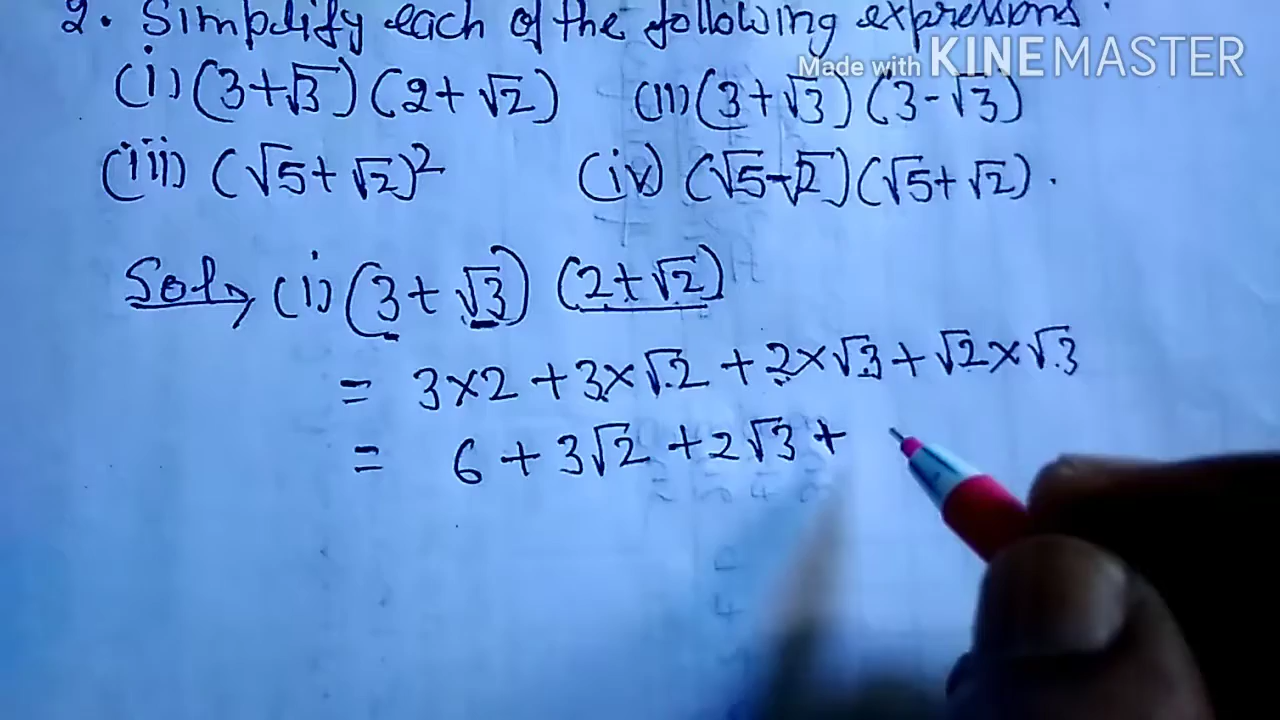 2. Simplify each of the following expressions.
Made with KINEMASTER
(i) (3+√3)(2+√2) (ii) (3+√3)(3-√3)
(iii) (√5+√2)² (iv) (√5-√2)(√5+√2).
Sol→ (i) (3+√3) (2+√2)
= 3×2 + 3×√2 + 2×√3 + √2×√3
= 6 + 3√2 + 2√3 +